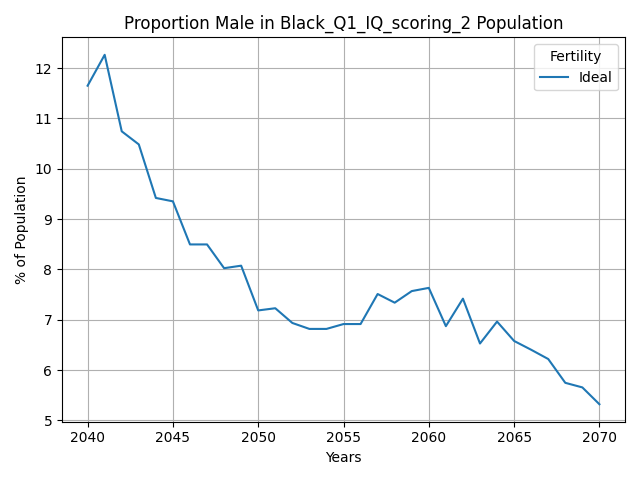 Proportion Male in Black_Q1_IQ_scoring_2 Population
Fertility
Ideal
% of Population
12
11
10
9
8
7
6
5
2040 2045 2050 2055 2060 2065 2070
Years